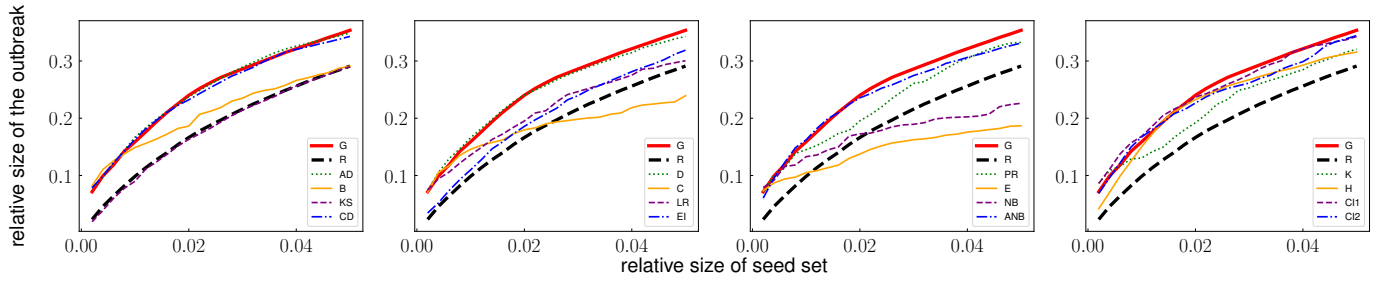 relative size of the outbreak
0.3
0.2
0.1
0.00 0.02 0.04
G
R
AD
B
KS
CD
0.3
0.2
0.1
0.00 0.02 0.04
G
R
D
C
LR
EI
0.3
0.2
0.1
0.00 0.02 0.04
G
R
PR
E
NB
ANB
0.3
0.2
0.1
0.00 0.02 0.04
G
R
K
H
CI1
CI2
relative size of seed set